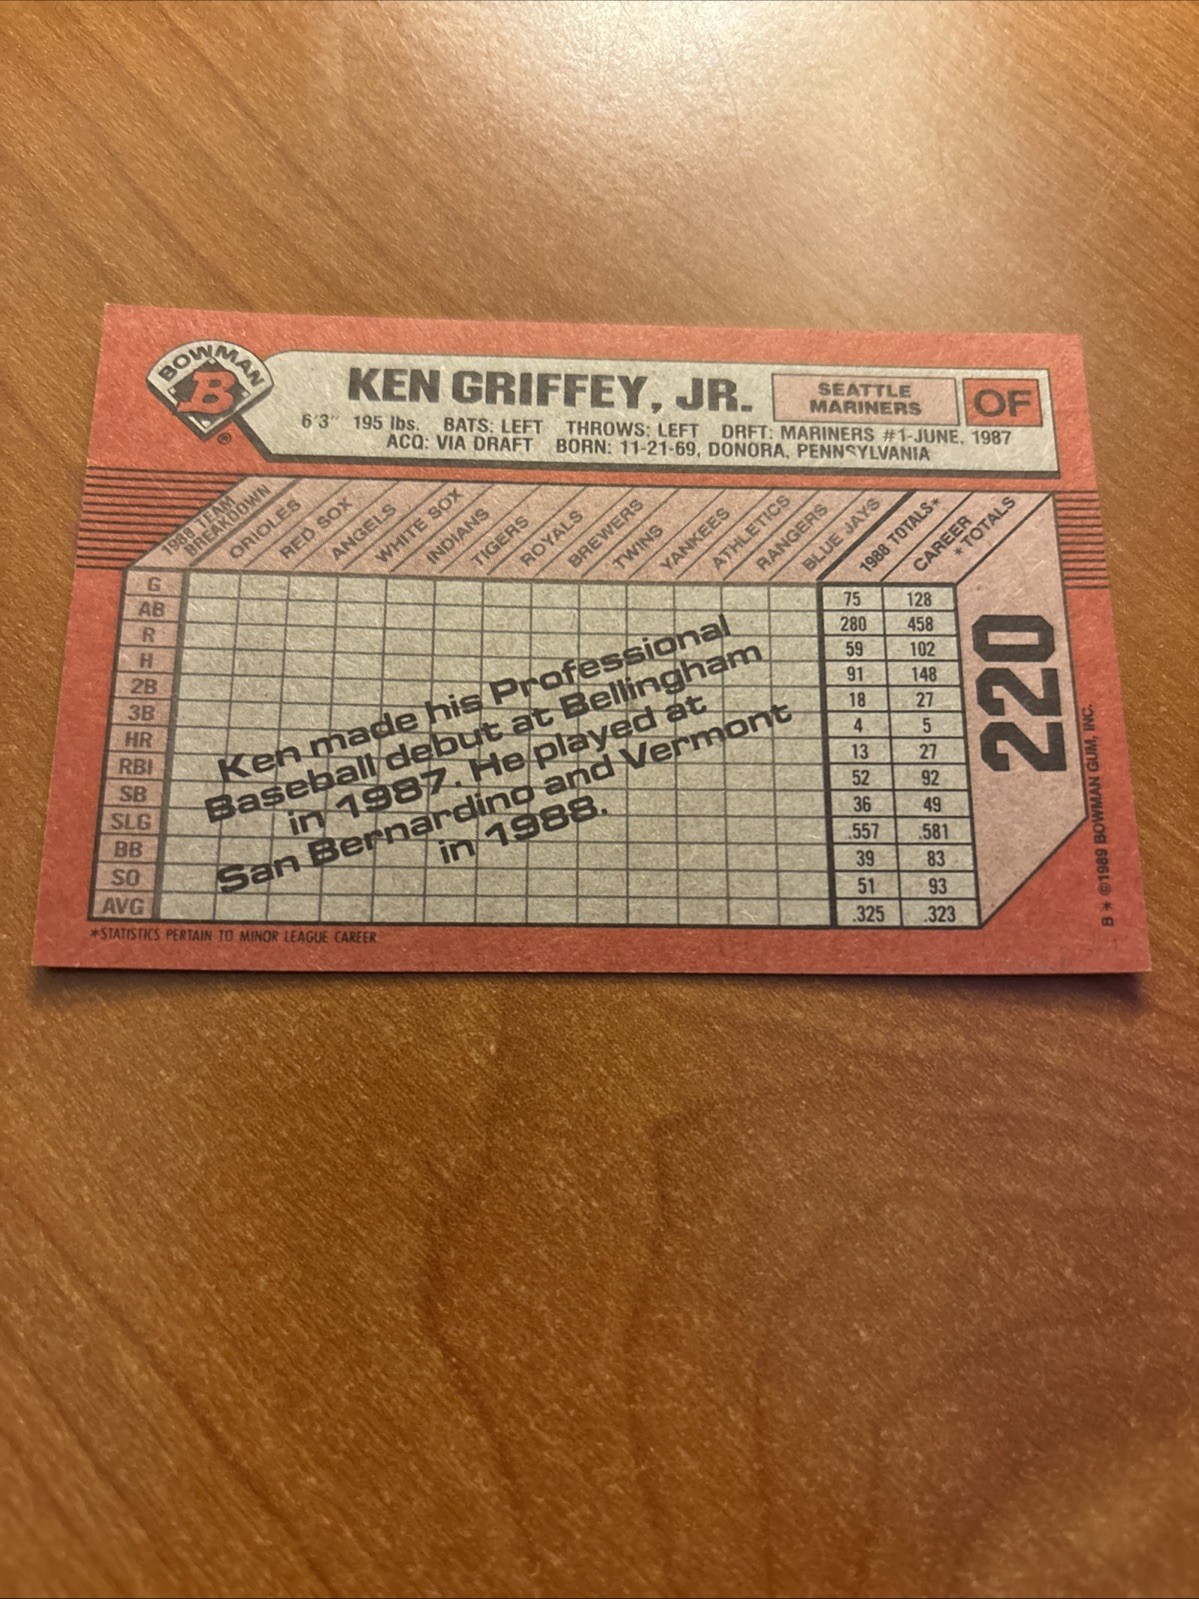 BOWMAN
B
®
KEN GRIFFEY, JR.
SEATTLE
MARINERS
OF
6'3" 195 lbs. BATS: LEFT THROWS: LEFT DRFT: MARINERS #1-JUNE, 1987
ACQ: VIA DRAFT BORN: 11-21-69, DONORA, PENNSYLVANIA
1988 TEAM
BREAKDOWN
ORIOLES
RED SOX
ANGELS
WHITE SOX
INDIANS
TIGERS
ROYALS
BREWERS
TWINS
YANKEES
ATHLETICS
RANGERS
BLUE JAYS
1988 TOTALS*
CAREER
*TOTALS
G 75 128
AB 280 458
R 59 102
H 91 148
2B 18 27
3B 4 5
HR 13 27
RBI 52 92
SB 36 49
SLG .557 .581
BB 39 83
SO 51 93
AVG .325 .323
Ken made his Professional
Baseball debut at Bellingham
in 1987. He played at
San Bernardino and Vermont
in 1988.
220
*STATISTICS PERTAIN TO MINOR LEAGUE CAREER
B * ©1989 BOWMAN GUM, INC.